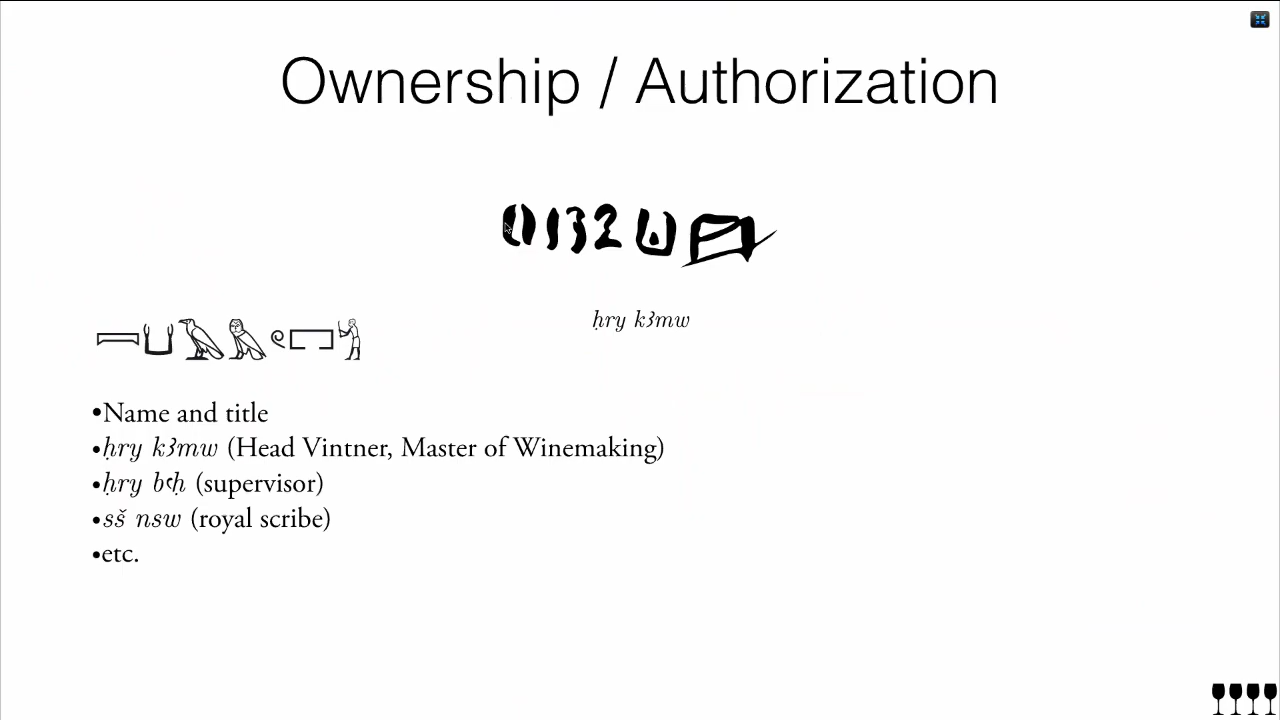 Ownership / Authorization
ḥry kꜣmw
•Name and title
•ḥry kꜣmw (Head Vintner, Master of Winemaking)
•ḥry bꜥḥ (supervisor)
•sš nsw (royal scribe)
•etc.